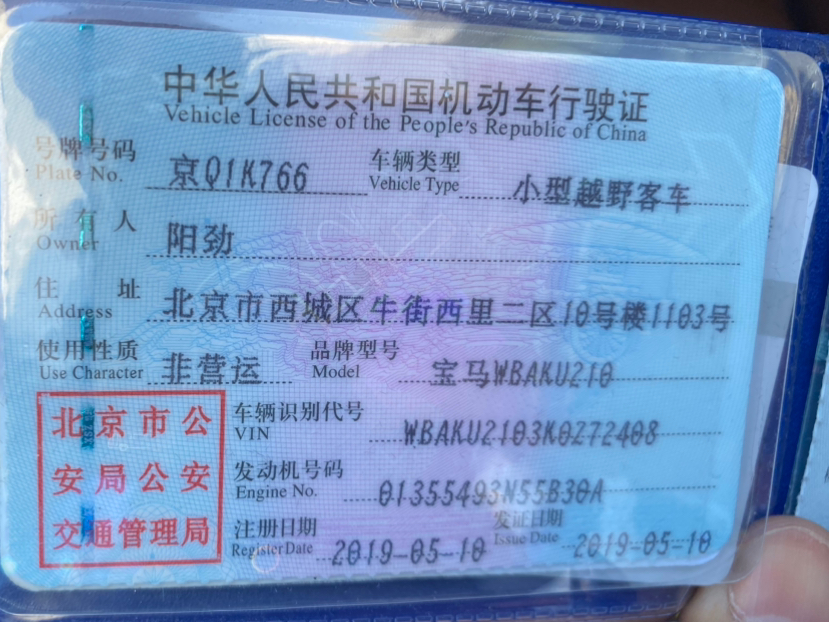 中华人民共和国机动车行驶证
Vehicle License of the People's Republic of China
号牌号码 京Q1K766 车辆类型 小型越野客车
Plate No. Vehicle Type
所有人 阳劲
Owner
住址 北京市西城区牛街西里二区10号楼1103号
Address
使用性质 非营运 品牌型号 宝马WBAKU210
Use Character Model
北京市公安局公安交通管理局
车辆识别代号 WBAKU2103K0272408
VIN
发动机号码 01355493N55B30A
Engine No.
注册日期 2019-05-10 发证日期 2019-05-10
Register Date Issue Date